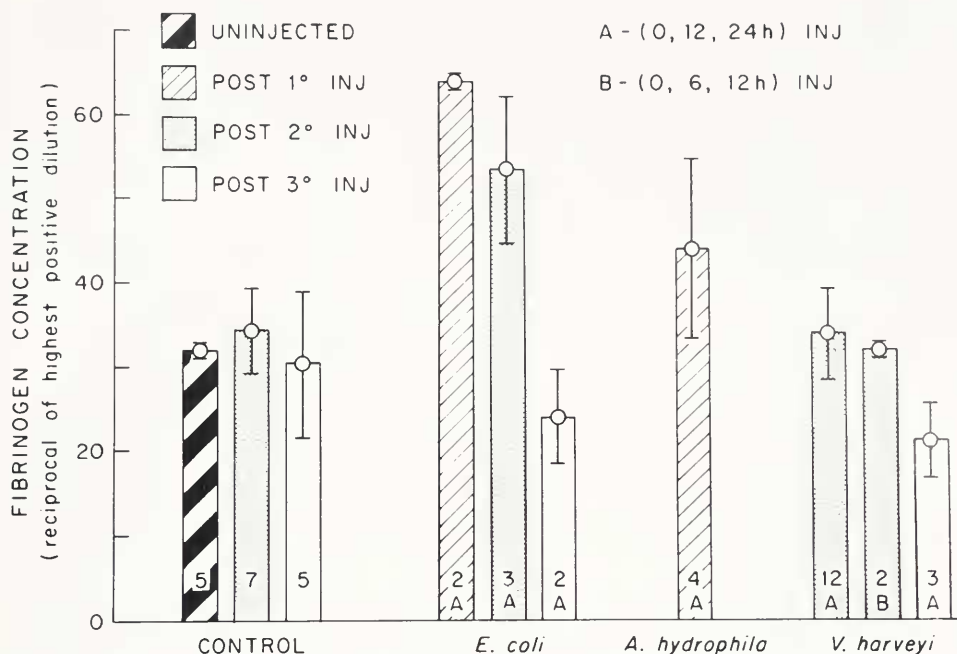 FIBRINOGEN CONCENTRATION
(reciprocal of highest positive dilution)
60
40
20
0
UNINJECTED
POST 1° INJ
POST 2° INJ
POST 3° INJ
A - (0, 12, 24h) INJ
B - (0, 6, 12h) INJ
5 7 5 2 3 2 4 12 2 3
A A A A A B A
CONTROL E. coli A. hydrophila V. harveyi